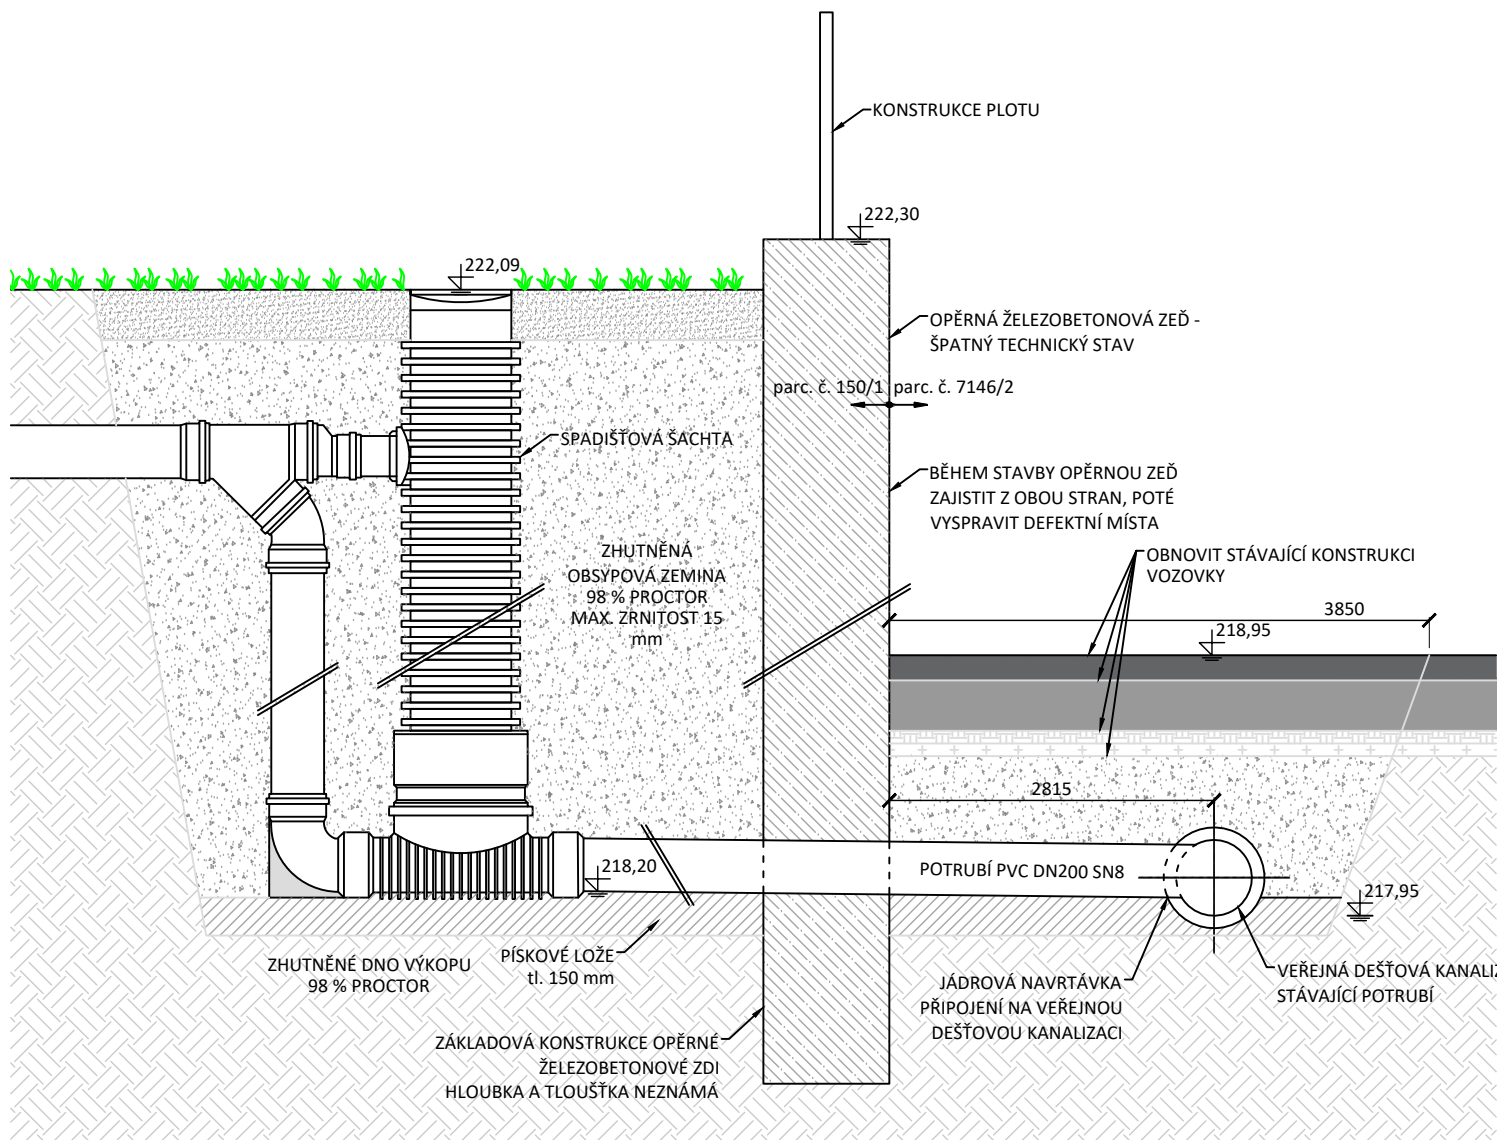 KONSTRUKCE PLOTU
222,30
222,09
OPĚRNÁ ŽELEZOBETONOVÁ ZEĎ -
ŠPATNÝ TECHNICKÝ STAV
parc. č. 150/1
parc. č. 7146/2
SPADIŠŤOVÁ ŠACHTA
BĚHEM STAVBY OPĚRNOU ZEĎ
ZAJISTIT Z OBOU STRAN, POTÉ
VYSPRAVIT DEFEKTNÍ MÍSTA
ZHUTNĚNÁ
OBSYPOVÁ ZEMINA
98 % PROCTOR
MAX. ZRNITOST 15
mm
OBNOVIT STÁVAJÍCÍ KONSTRUKCI
VOZOVKY
3850
218,95
2815
218,20
POTRUBÍ PVC DN200 SN8
217,95
ZHUTNĚNÉ DNO VÝKOPU
98 % PROCTOR
PÍSKOVÉ LOŽE
tl. 150 mm
JÁDROVÁ NAVRTÁVKA
PŘIPOJENÍ NA VEŘEJNOU
DEŠŤOVOU KANALIZACI
VEŘEJNÁ DEŠŤOVÁ KANALIZ
STÁVAJÍCÍ POTRUBÍ
ZÁKLADOVÁ KONSTRUKCE OPĚRNÉ
ŽELEZOBETONOVÉ ZDI
HLOUBKA A TLOUŠŤKA NEZNÁMÁ